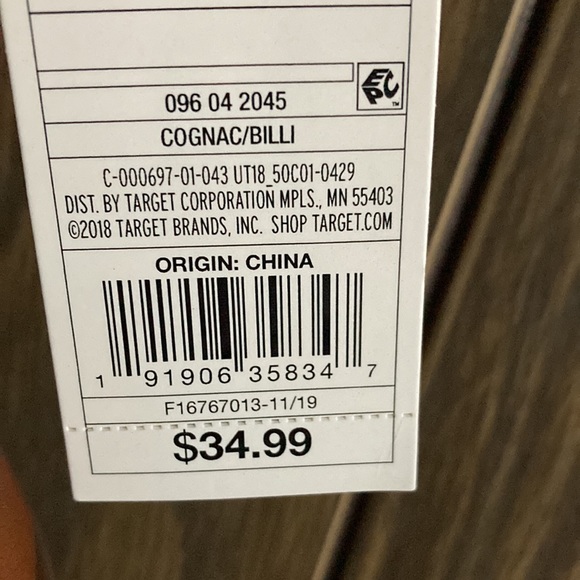 EPC™
096 04 2045
COGNAC/BILLI
C-000697-01-043 UT18_50C01-0429
DIST. BY TARGET CORPORATION MPLS., MN 55403
©2018 TARGET BRANDS, INC. SHOP TARGET.COM
ORIGIN: CHINA
1 91906 35834 7
F16767013-11/19
$34.99